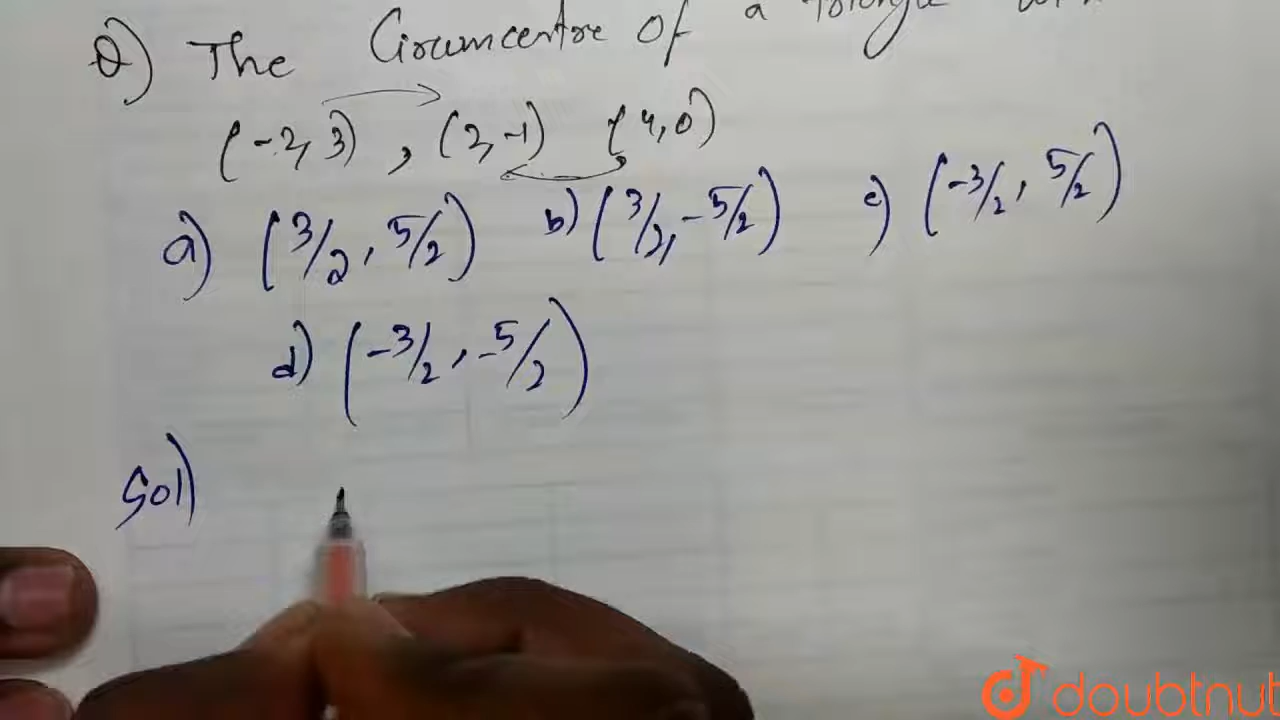 Q) The Circumcentre of a triangle
(-2,3) , (2,-1) (4,0)
a) (3/2, 5/2) b) (3/2, -5/2) c) (-3/2, 5/2)
d) (-3/2, -5/2)
Sol)
doubtnut